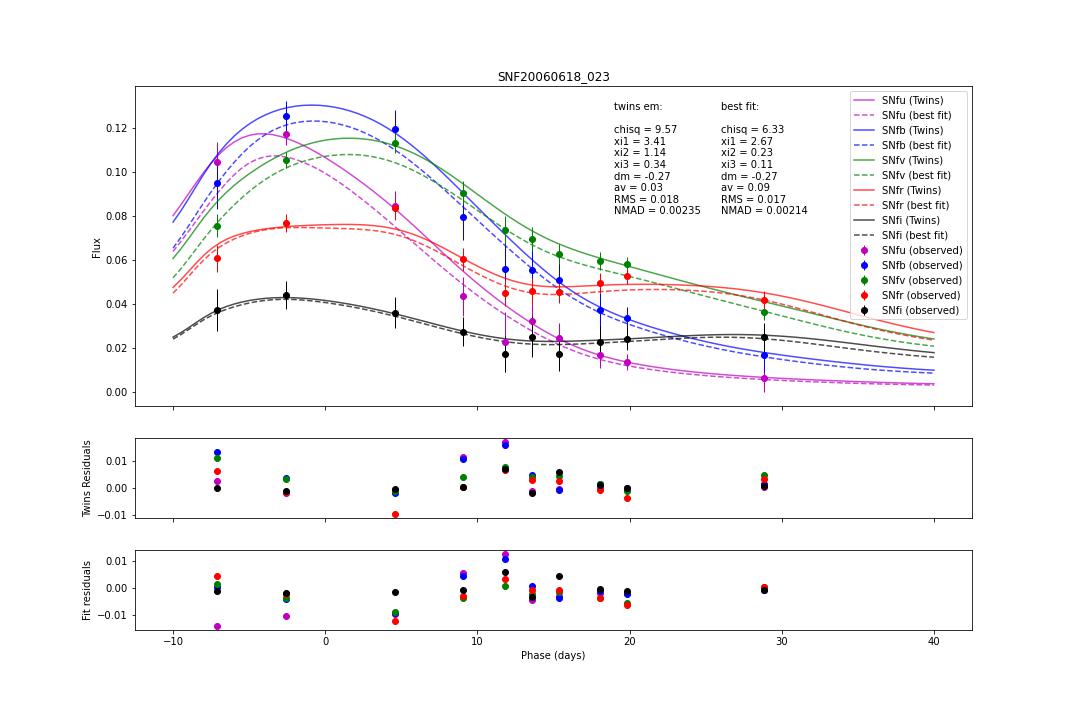 SNF20060618_023
twins em: best fit:
chisq = 9.57 chisq = 6.33
xi1 = 3.41 xi1 = 2.67
xi2 = 1.14 xi2 = 0.23
xi3 = 0.34 xi3 = 0.11
dm = -0.27 dm = -0.27
av = 0.03 av = 0.09
RMS = 0.018 RMS = 0.017
NMAD = 0.00235 NMAD = 0.00214
SNfu (Twins)
SNfu (best fit)
SNfb (Twins)
SNfb (best fit)
SNfv (Twins)
SNfv (best fit)
SNfr (Twins)
SNfr (best fit)
SNfi (Twins)
SNfi (best fit)
SNfu (observed)
SNfb (observed)
SNfv (observed)
SNfr (observed)
SNfi (observed)
Flux
0.12
0.10
0.08
0.06
0.04
0.02
0.00
Twins Residuals
0.01
0.00
−0.01
Fit residuals
0.01
0.00
−0.01
−10 0 10 20 30 40
Phase (days)